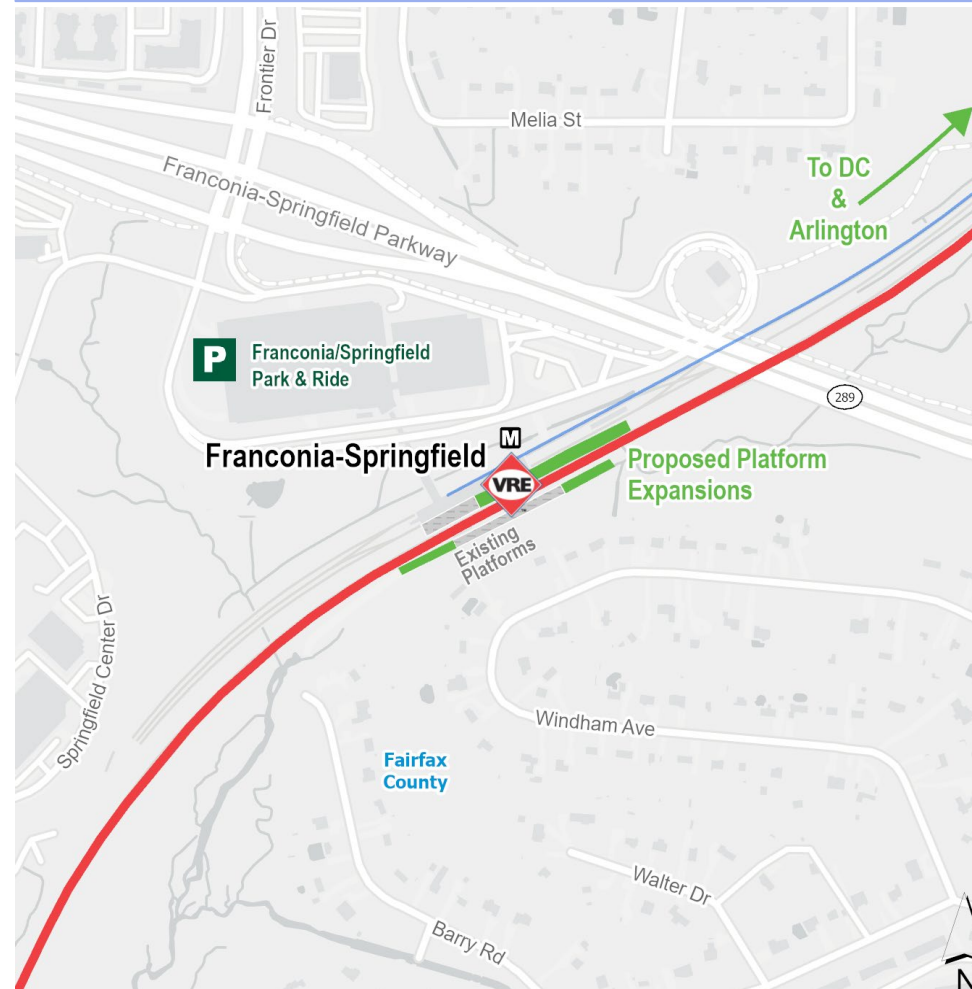 Frontier Dr
Melia St
Franconia-Springfield Parkway
To DC
&
Arlington
P
Franconia/Springfield
Park & Ride
289
M
Franconia-Springfield
VRE
Proposed Platform
Expansions
Existing
Platforms
Springfield Center Dr
Windham Ave
Fairfax
County
Walter Dr
Barry Rd
N